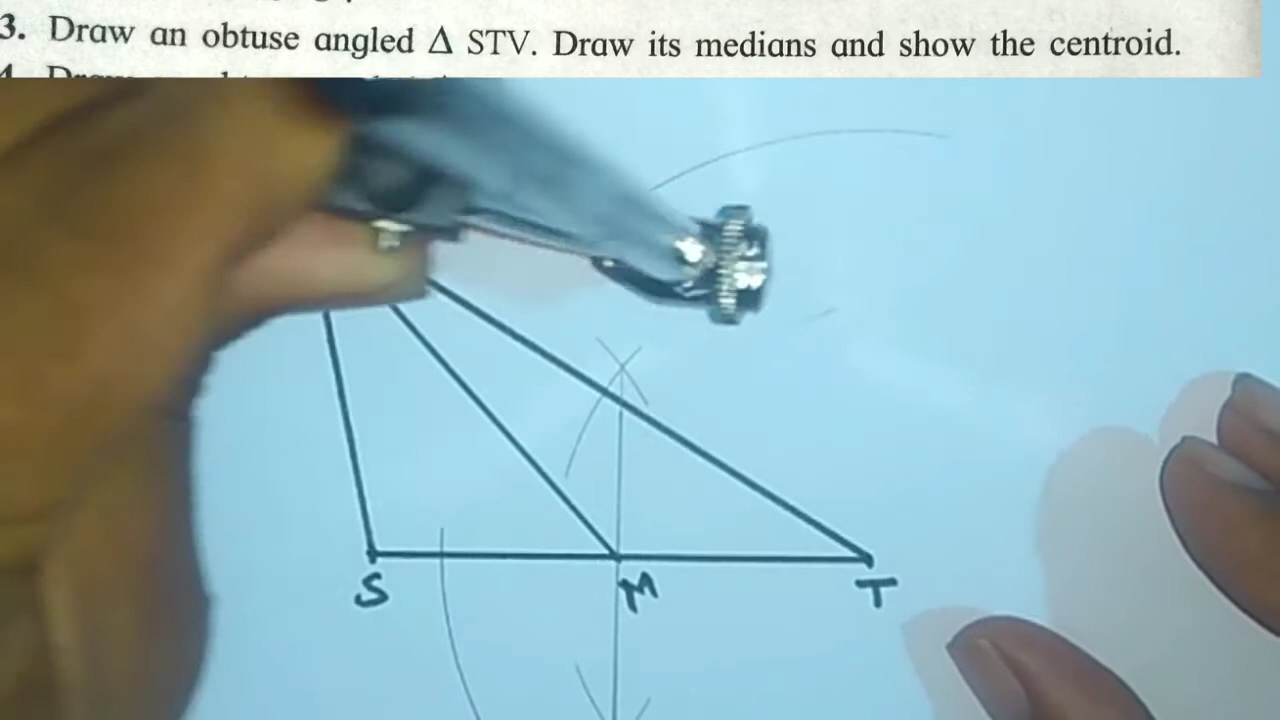 3. Draw an obtuse angled Δ STV. Draw its medians and show the centroid.
S M T